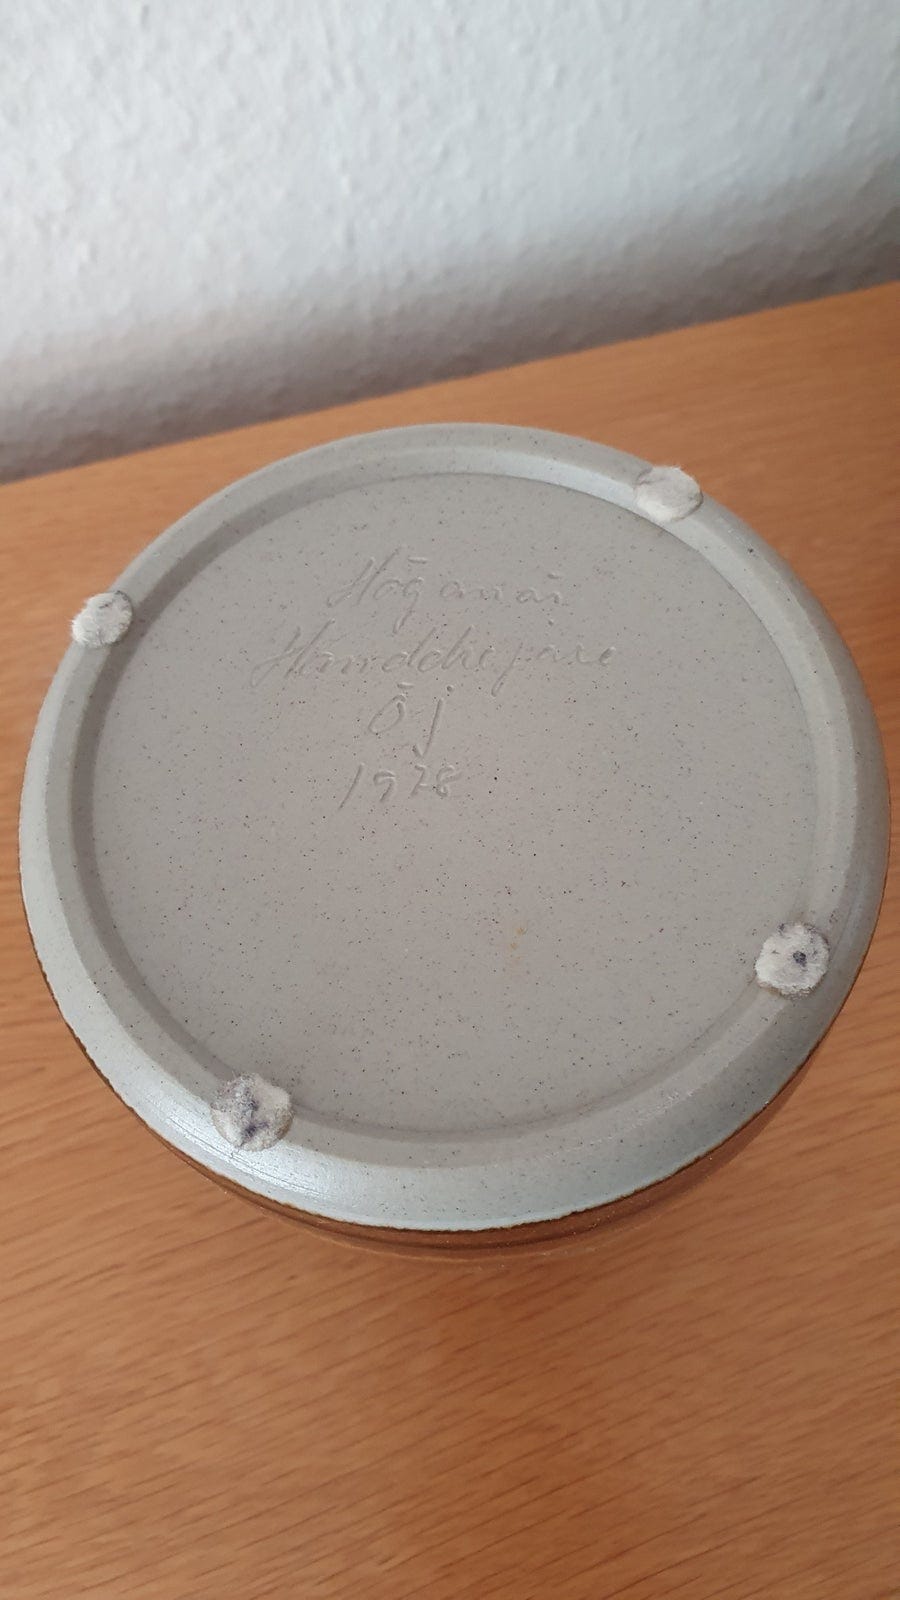 Höganäs
Handdrejare
Öj
1978